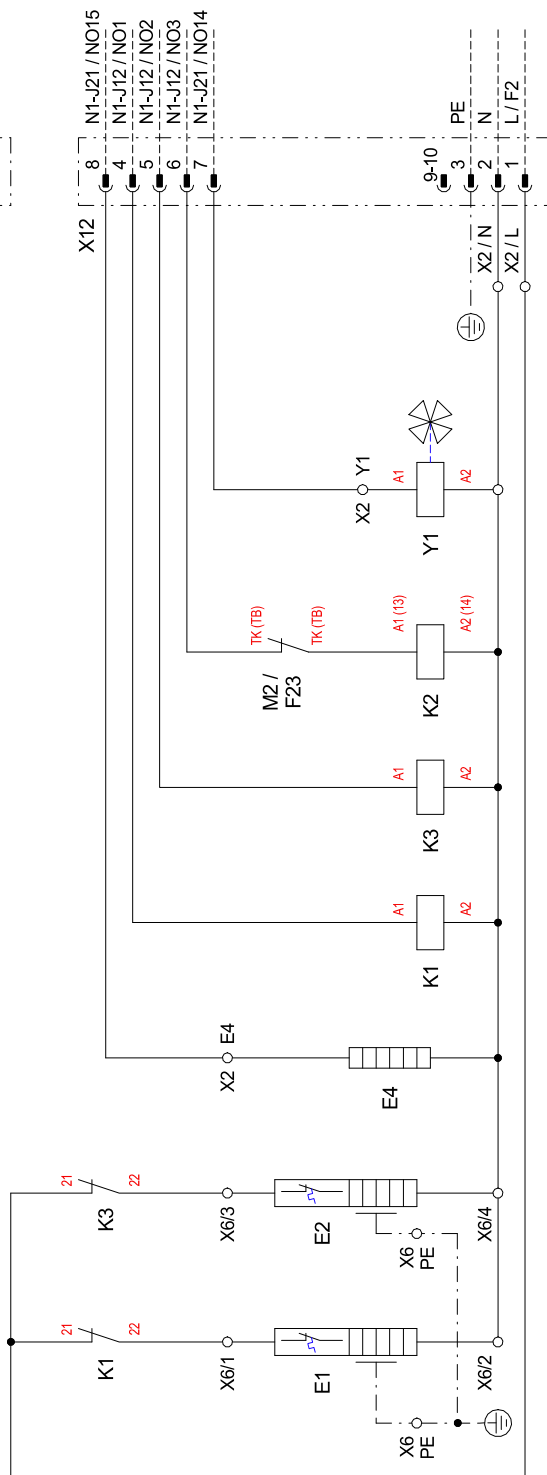 N1-J21 / NO15
N1-J12 / NO1
N1-J12 / NO2
N1-J12 / NO3
N1-J21 / NO14
PE
N
L / F2
X12
8
4
5
6
7
9-10
3
2
1
X2 / N
X2 / L
X2
Y1
A1
A2
Y1
TK (TB)
TK (TB)
M2 /
F23
A1 (13)
A2 (14)
K2
A1
A2
K3
A1
A2
K1
X2
E4
E4
21
22
K3
X6/3
E2
X6
PE
X6/4
21
22
K1
X6/1
E1
X6
PE
X6/2